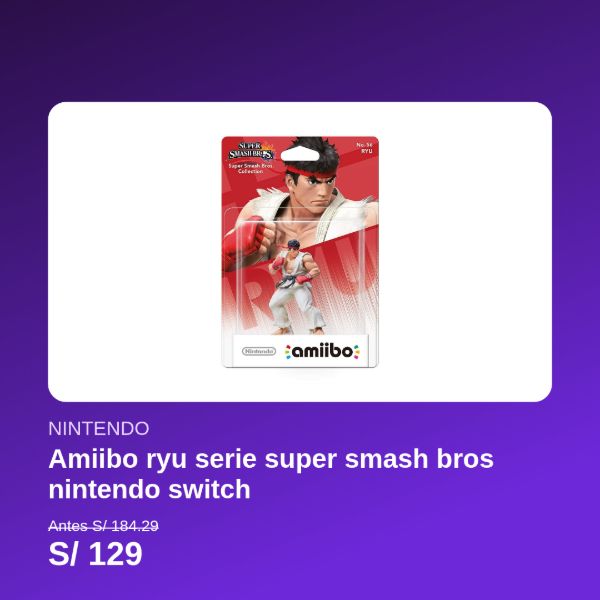 SUPER
SMASH BROS.
Super Smash Bros.
Collection
No. 56
RYU
RYU
Nintendo
amiibo
NINTENDO
Amiibo ryu serie super smash bros
nintendo switch
Antes S/ 184.29
S/ 129